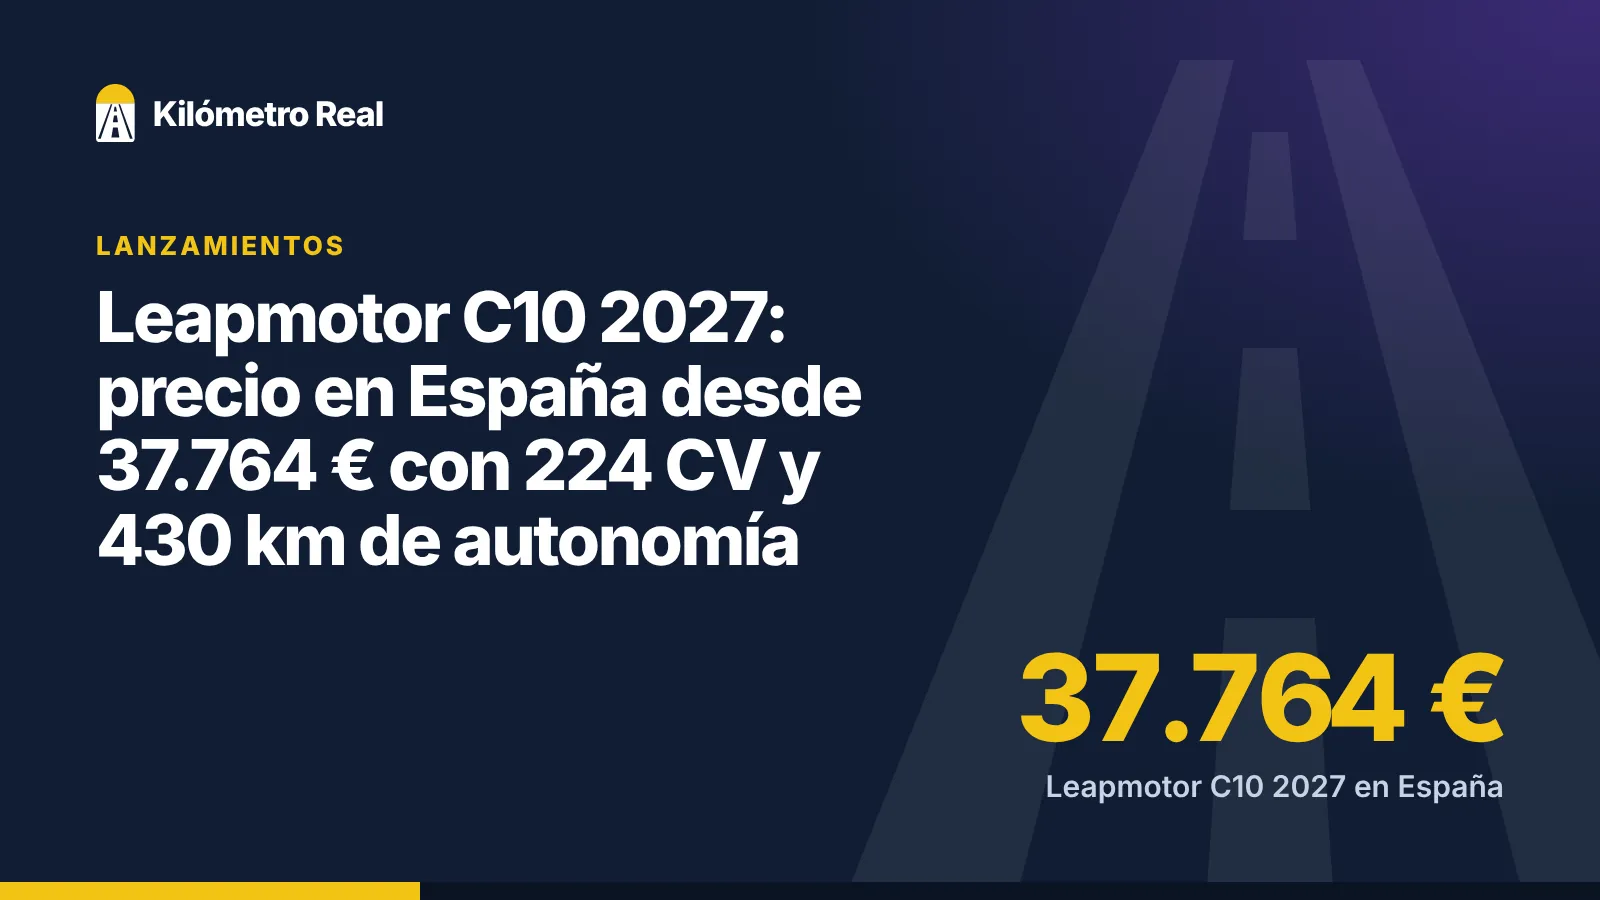 Kilómetro Real
LANZAMIENTOS
Leapmotor C10 2027:
precio en España desde
37.764 € con 224 CV y
430 km de autonomía
37.764 €
Leapmotor C10 2027 en España